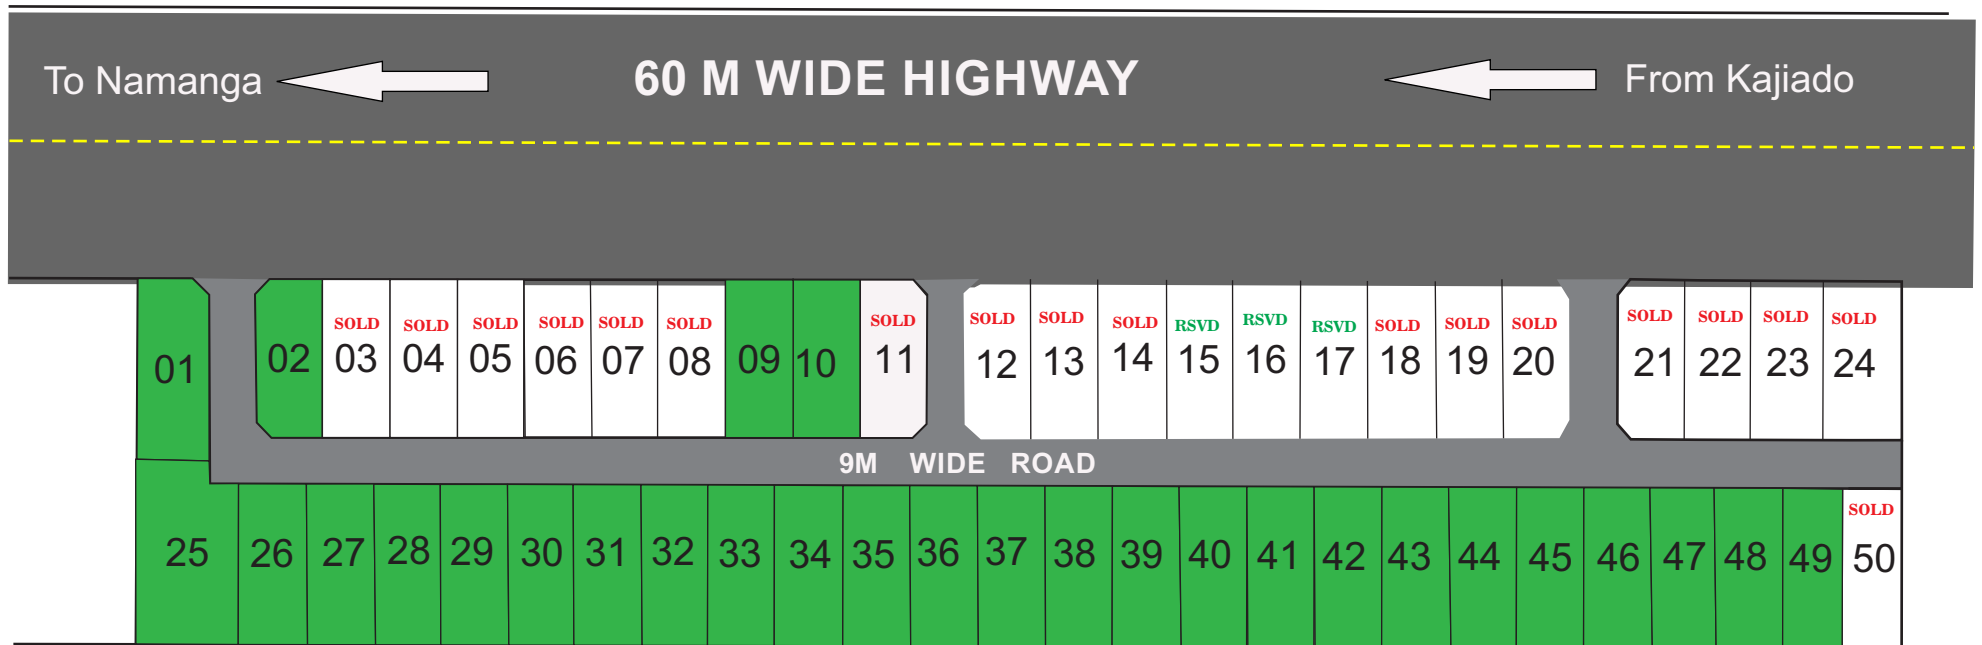 To Namanga
60 M WIDE HIGHWAY
From Kajiado
01
02
SOLD
03
SOLD
04
SOLD
05
SOLD
06
SOLD
07
SOLD
08
09
10
SOLD
11
SOLD
12
SOLD
13
SOLD
14
RSVD
15
RSVD
16
RSVD
17
SOLD
18
SOLD
19
SOLD
20
SOLD
21
SOLD
22
SOLD
23
SOLD
24
9M WIDE ROAD
25
26
27
28
29
30
31
32
33
34
35
36
37
38
39
40
41
42
43
44
45
46
47
48
49
SOLD
50